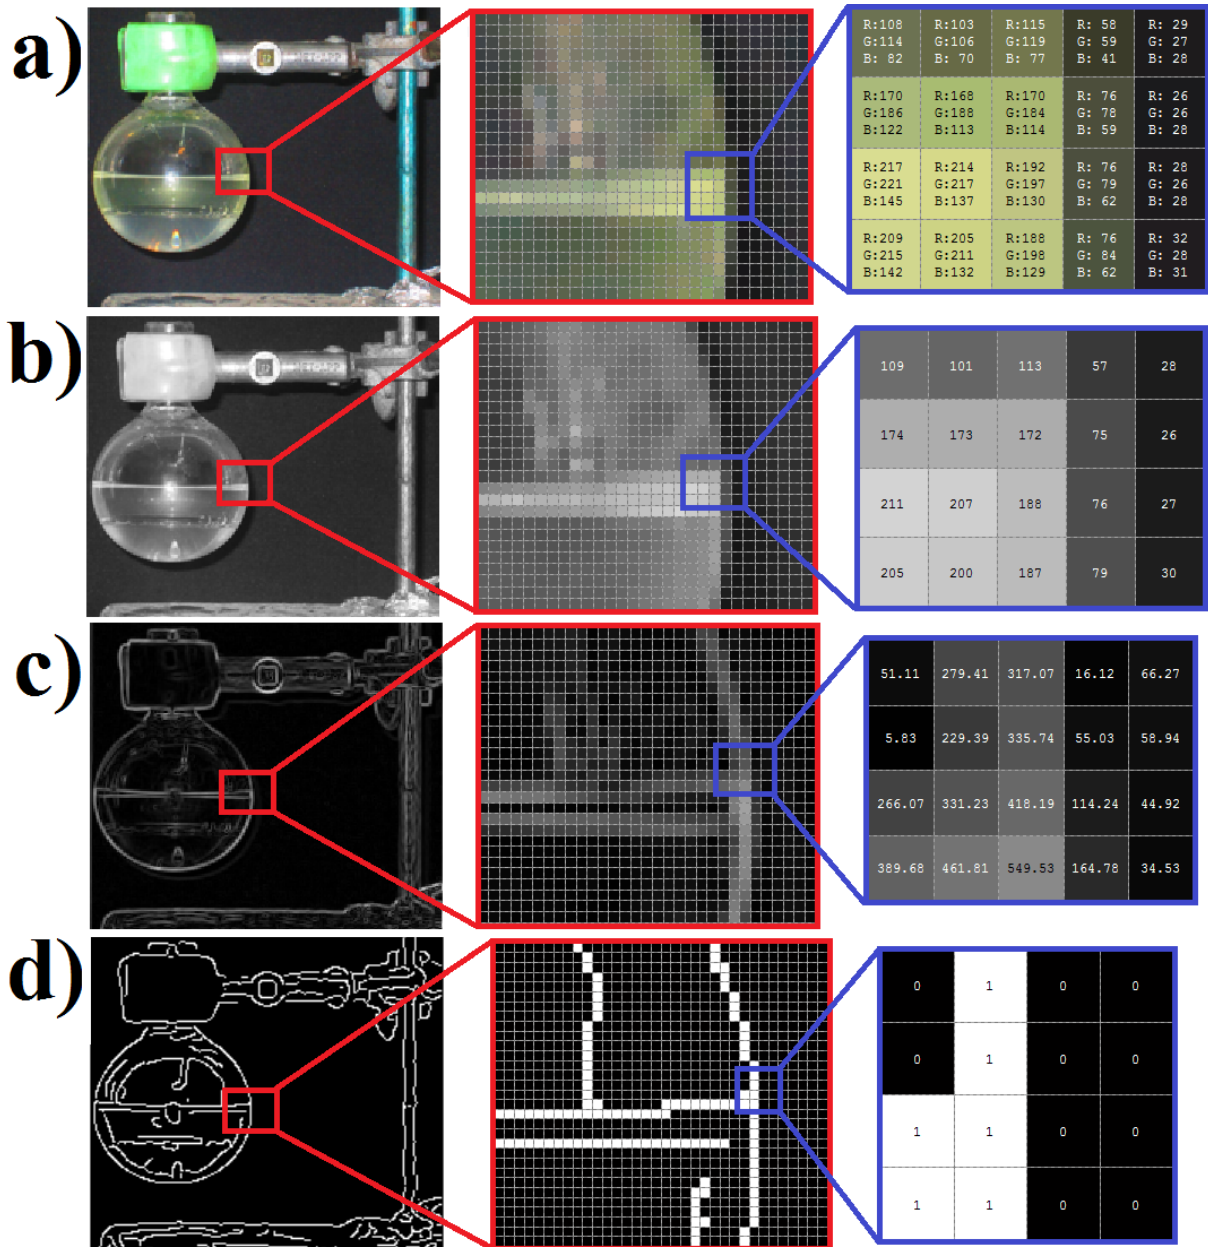 a)
R:108 R:103 R:115 R: 58 R: 29
G:114 G:106 G:119 G: 59 G: 27
B: 82 B: 70 B: 77 B: 41 B: 28
R:170 R:168 R:170 R: 76 R: 26
G:186 G:188 G:184 G: 78 G: 26
B:122 B:113 B:114 B: 59 B: 28
R:217 R:214 R:192 R: 76 R: 28
G:221 G:217 G:197 G: 79 G: 26
B:145 B:137 B:130 B: 62 B: 28
R:209 R:205 R:188 R: 76 R: 32
G:215 G:211 G:198 G: 84 G: 28
B:142 B:132 B:129 B: 62 B: 31
b)
109 101 113 57 28
174 173 172 75 26
211 207 188 76 27
205 200 187 79 30
c)
51.11 279.41 317.07 16.12 66.27
5.83 229.39 335.74 55.03 58.94
266.07 331.23 418.19 114.24 44.92
389.68 461.81 549.53 164.78 34.53
d)
0 1 0 0
0 1 0 0
1 1 0 0
1 1 0 0